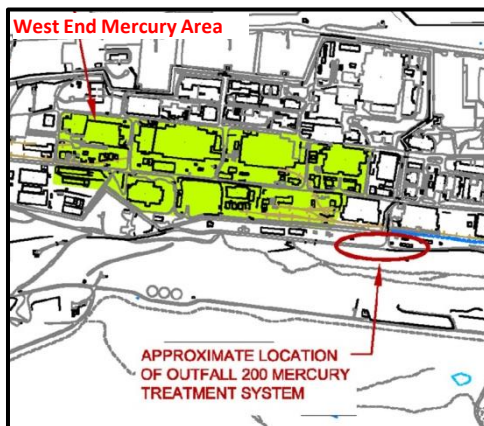 West End Mercury Area
APPROXIMATE LOCATION
OF OUTFALL 200 MERCURY
TREATMENT SYSTEM